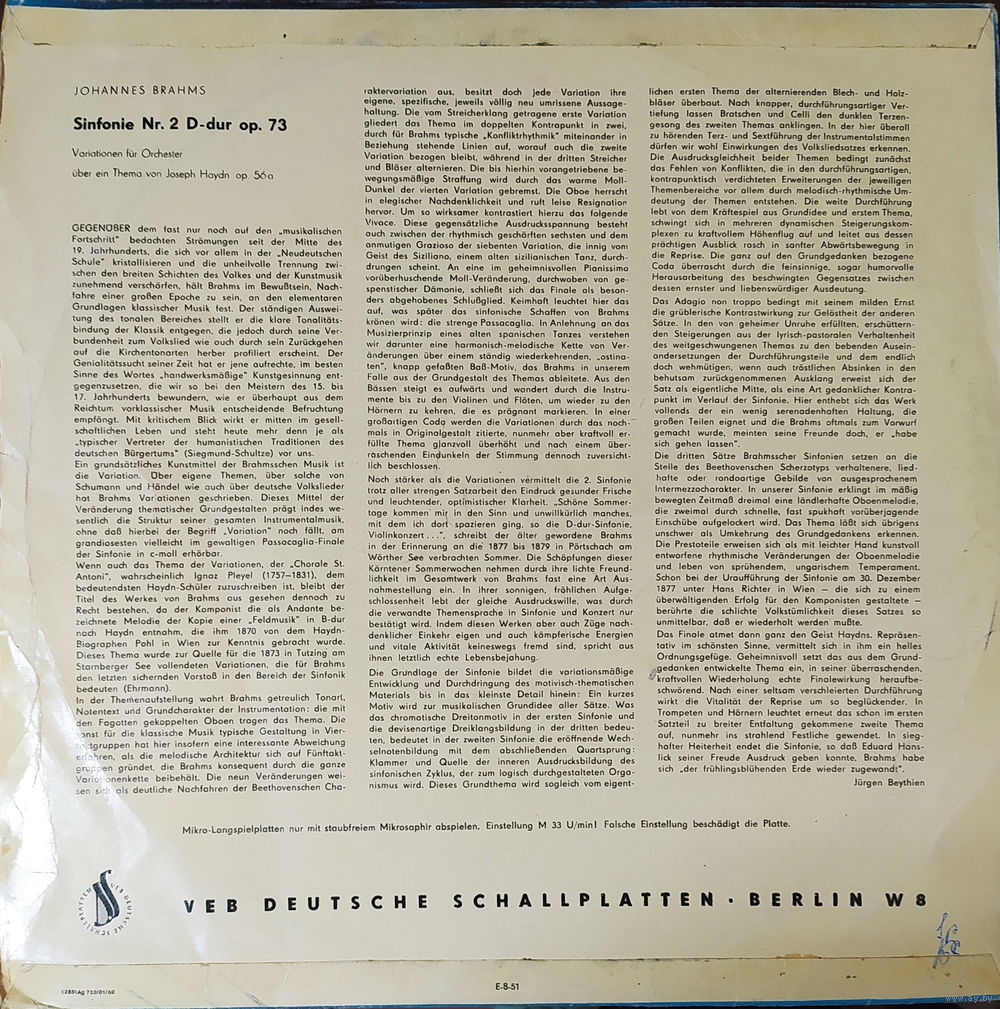 JOHANNES BRAHMS
Sinfonie Nr. 2 D-dur op. 73
Variationen für Orchester
über ein Thema von Joseph Haydn op. 56a
GEGENÜBER dem fast nur noch auf den „musikalischen
Fortschritt" bedachten Strömungen seit der Mitte des
19. Jahrhunderts, die sich vor allem in der „Neudeutschen
Schule" kristallisieren und die unheilvolle Trennung zwi-
schen den breiten Schichten des Volkes und der Kunstmusik
zunehmend verschärfen, hält Brahms im Bewußtsein, Nach-
fahre einer großen Epoche zu sein, an den elementaren
Grundlagen klassischer Musik fest. Der ständigen Auswei-
tung des tonalen Bereiches stellt er die klare Tonalitäts-
bindung der Klassik entgegen, die jedoch durch seine Ver-
bundenheit zum Volkslied wie auch durch sein Zurückgehen
auf die Kirchentonarten herber profiliert erscheint. Der
Genialitätssucht seiner Zeit hat er jene aufrechte, im besten
Sinne des Wortes „handwerksmäßige" Kunstgesinnung ent-
gegenzusetzen, die wir so bei den Meistern des 15. bis
17. Jahrhunderts bewundern, wie er überhaupt aus dem
Reichtum vorklassischer Musik entscheidende Befruchtung
empfängt. Mit kritischem Blick wirkt er mitten im gesell-
schaftlichen Leben und steht heute mehr denn je als
„typischer Vertreter der humanistischen Traditionen des
deutschen Bürgertums" (Siegmund-Schultze) vor uns.
Ein grundsätzliches Kunstmittel der Brahmsschen Musik ist
die Variation. Über eigene Themen, über solche von
Schumann und Händel wie auch über deutsche Volkslieder
hat Brahms Variationen geschrieben. Dieses Mittel der
Veränderung thematischer Grundgestalten prägt indes we-
sentlich die Struktur seiner gesamten Instrumentalmusik,
ohne daß hierbei der Begriff „Variation" noch fällt, am
grandiosesten vielleicht im gewaltigen Passacaglia-Finale
der Sinfonie in c-moll erhörbar.
Wenn auch das Thema der Variationen, der „Chorale St.
Antoni", wahrscheinlich Ignaz Pleyel (1757–1831), dem
bedeutendsten Haydn-Schüler zuzuschreiben ist, bleibt der
Titel des Werkes von Brahms aus gesehen dennoch zu
Recht bestehen, da der Komponist die als Andante be-
zeichnete Melodie der Kopie einer „Feldmusik" in B-dur
nach Haydn entnahm, die ihm 1870 von dem Haydn-
Biographen Pohl in Wien zur Kenntnis gebracht wurde.
Dieses Thema wurde zur Quelle für die 1873 in Tutzing am
Starnberger See vollendeten Variationen, die für Brahms
den letzten sichernden Vorstoß in den Bereich der Sinfonik
bedeuten (Ehrmann).
In der Themenaufstellung wahrt Brahms getreulich Tonart,
Notentext und Grundcharakter der Instrumentation: die mit
den Fagotten gekoppelten Oboen tragen das Thema. Die
sonst für die klassische Musik typische Gestaltung in Vier-
taktgruppen hat hier insofern eine interessante Abweichung
erfahren, als die melodische Architektur sich auf Fünftakt-
gruppen gründet, die Brahms konsequent durch die ganze
Variationenkette beibehält. Die neun Veränderungen wei-
sen sich als deutliche Nachfahren der Beethovenschen Cha-
raktervariation aus, besitzt doch jede Variation ihre
eigene, spezifische, jeweils völlig neu umrissene Aussage-
haltung. Die vom Streicherklang getragene erste Variation
gliedert das Thema im doppelten Kontrapunkt in zwei,
durch für Brahms typische „Konfliktrhythmik" miteinander in
Beziehung stehende Linien auf, worauf auch die zweite
Variation bezogen bleibt, während in der dritten Streicher
und Bläser alternieren. Die bis hierhin vorangetriebene be-
wegungsmäßige Straffung wird durch das warme Moll-
Dunkel der vierten Variation gebremst. Die Oboe herrscht
in elegischer Nachdenklichkeit und ruft leise Resignation
hervor. Um so wirksamer kontrastiert hierzu das folgende
Vivace. Diese gegensätzliche Ausdrucksspannung besteht
auch zwischen der rhythmisch geschärften sechsten und dem
anmutigen Grazioso der siebenten Variation, die innig vom
Geist des Siziliano, einem alten sizilianischen Tanz, durch-
drungen scheint. An eine im geheimnisvollen Pianissimo
vorüberhuschende Moll-Veränderung, durchwoben von ge-
spenstischer Dämonie, schließt sich das Finale als beson-
ders abgehobenes Schlußglied. Keimhaft leuchtet hier das
auf, was später das sinfonische Schaffen von Brahms
krönen wird: die strenge Passacaglia. In Anlehnung an das
Musizierprinzip eines alten spanischen Tanzes verstehen
wir darunter eine harmonisch-melodische Kette von Ver-
änderungen über einem ständig wiederkehrenden, „ostina-
ten", knapp gefaßten Baß-Motiv, das Brahms in unserem
Falle aus der Grundgestalt des Themas ableitete. Aus den
Bässen steigt es aufwärts und wandert durch die Instru-
mente bis zu den Violinen und Flöten, um wieder zu den
Hörnern zu kehren, die es prägnant markieren. In einer
großartigen Coda werden die Variationen durch das noch-
mals in Originalgestalt zitierte, nunmehr aber kraftvoll er-
füllte Thema glanzvoll überhöht und nach einem über-
raschenden Eindunkeln der Stimmung dennoch zuversicht-
lich beschlossen.
Noch stärker als die Variationen vermittelt die 2. Sinfonie
trotz aller strengen Satzarbeit den Eindruck gesunder Frische
und leuchtender, optimistischer Klarheit. „Schöne Sommer-
tage kommen mir in den Sinn und unwillkürlich manches,
mit dem ich dort spazieren ging, so die D-dur-Sinfonie,
Violinkonzert . . .", schreibt der älter gewordene Brahms
in der Erinnerung an die 1877 bis 1879 in Pörtschach am
Wörther See verbrachten Sommer. Die Schöpfungen dieser
Kärntener Sommerwochen nehmen durch ihre lichte Freund-
lichkeit im Gesamtwerk von Brahms fast eine Art Aus-
nahmestellung ein. In ihrer sonnigen, fröhlichen Aufge-
schlossenheit lebt der gleiche Ausdruckswille, was durch
die verwandte Themensprache in Sinfonie und Konzert nur
bestätigt wird. Indem diesen Werken aber auch Züge nach-
denklicher Einkehr eigen und auch kämpferische Energien
und vitale Aktivität keineswegs fremd sind, spricht aus
ihnen letztlich echte Lebensbejahung.
Die Grundlage der Sinfonie bildet die variationsmäßige
Entwicklung und Durchdringung des motivisch-thematischen
Materials bis in das kleinste Detail hinein: Ein kurzes
Motiv wird zur musikalischen Grundidee aller Sätze. Was
das chromatische Dreitonmotiv in der ersten Sinfonie und
die devisenartige Dreiklangsbildung in der dritten bedeu-
ten, bedeutet in der zweiten Sinfonie die eröffnende Wech-
selnotenbildung mit dem abschließenden Quartsprung:
Klammer und Quelle der inneren Ausdrucksbildung des
sinfonischen Zyklus, der zum logisch durchgestalteten Orga-
nismus wird. Dieses Grundthema wird sogleich vom eigent-
lichen ersten Thema der alternierenden Blech- und Holz-
bläser überbaut. Nach knapper, durchführungsartiger Ver-
tiefung lassen Bratschen und Celli den dunklen Terzen-
gesang des zweiten Themas anklingen. In der hier überall
zu hörenden Terz- und Sextführung der Instrumentalstimmen
dürfen wir wohl Einwirkungen des Volksliedsatzes erkennen.
Die Ausdrucksgleichheit beider Themen bedingt zunächst
das Fehlen von Konflikten, die in den durchführungsartigen,
kontrapunktisch verdichteten Erweiterungen der jeweiligen
Themenbereiche vor allem durch melodisch-rhythmische Um-
deutung der Themen entstehen. Die weite Durchführung
lebt von dem Kräftespiel aus Grundidee und erstem Thema,
schwingt sich in mehreren dynamischen Steigerungskom-
plexen zu kraftvollem Höhenflug auf und leitet aus dessen
prächtigen Ausblick rasch in sanfter Abwärtsbewegung in
die Reprise. Die ganz auf den Grundgedanken bezogene
Coda überrascht durch die feinsinnige, sogar humorvolle
Herausarbeitung des beschwingten Gegensatzes zwischen
dessen ernster und liebenswürdiger Ausdeutung.
Das Adagio non troppo bedingt mit seinem milden Ernst
die grüblerische Kontrastwirkung zur Gelöstheit der anderen
Sätze. In den von geheimer Unruhe erfüllten, erschüttern-
den Steigerungen aus der lyrisch-pastoralen Verhaltenheit
des weitgeschwungenen Themas zu den bebenden Ausein-
andersetzungen der Durchführungsteile und dem endlich
doch wehmütigen, wenn auch tröstlichen Absinken in den
behutsam zurückgenommenen Ausklang erweist sich der
Satz als eigentliche Mitte, als eine Art gedanklicher Kontra-
punkt im Verlauf der Sinfonie. Hier enthebt sich das Werk
vollends der ein wenig serenadenhaften Haltung, die
großen Teilen eignet und die Brahms oftmals zum Vorwurf
gemacht wurde, meinten seine Freunde doch, er „habe
sich gehen lassen".
Die dritten Sätze Brahmsscher Sinfonien setzen an die
Stelle des Beethovenschen Scherzotyps verhaltenere, lied-
hafte oder rondoartige Gebilde von ausgesprochenem
Intermezzocharakter. In unserer Sinfonie erklingt im mäßig
bewegten Zeitmaß dreimal eine ländlerhafte Oboenmelodie,
die zweimal durch schnelle, fast spukhaft vorüberjagende
Einschübe aufgelockert wird. Das Thema läßt sich übrigens
unschwer als Umkehrung des Grundgedankens erkennen.
Die Prestoteile erweisen sich als mit leichter Hand kunstvoll
entworfene rhythmische Veränderungen der Oboenmelodie
und leben von sprühendem, ungarischem Temperament.
Schon bei der Uraufführung der Sinfonie am 30. Dezember
1877 unter Hans Richter in Wien – die sich zu einem
überwältigenden Erfolg für den Komponisten gestaltete –
berührte die schlichte Volkstümlichkeit dieses Satzes so
unmittelbar, daß er wiederholt werden mußte.
Das Finale atmet dann ganz den Geist Haydns. Repräsen-
tativ im schönsten Sinne, vermittelt sich in ihm ein helles
Ordnungsgefüge. Geheimnisvoll setzt das aus dem Grund-
gedanken entwickelte Thema ein, in seiner überraschenden,
kraftvollen Wiederholung echte Finalewirkung heraufbe-
schwörend. Nach einer seltsam verschleierten Durchführung
wirkt die Vitalität der Reprise um so beglückender. In
Trompeten und Hörnern leuchtet erneut das schon im ersten
Satzteil zu breiter Entfaltung gekommene zweite Thema
auf, nunmehr ins strahlend Festliche gewendet. In sieg-
hafter Heiterheit endet die Sinfonie, so daß Eduard Hans-
lick seiner Freude Ausdruck geben konnte, Brahms habe
sich „der frühlingsblühenden Erde wieder zugewandt".
Jürgen Beythien
Mikro-Langspielplatten nur mit staubfreiem Mikrosaphir abspielen, Einstellung M 33 U/min! Falsche Einstellung beschädigt die Platte.
VEB DEUTSCHE SCHALLPLATTEN
VEB DEUTSCHE SCHALLPLATTEN · BERLIN W 8
(288) Ag 732/01/62
E-8-51
www.ay.by